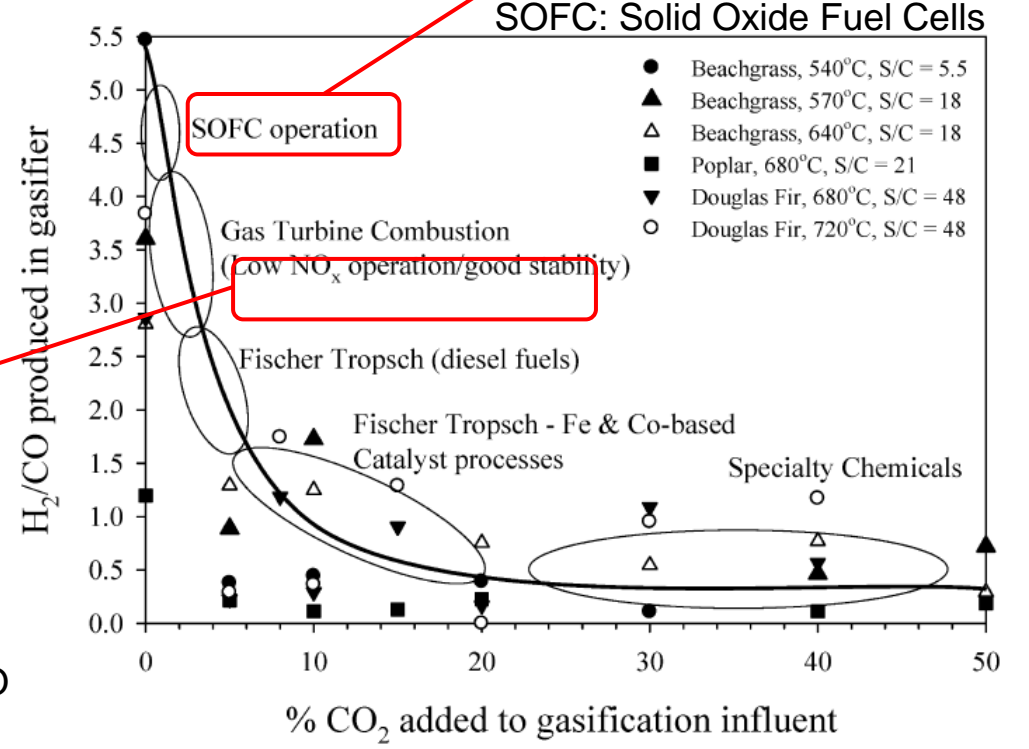 SOFC: Solid Oxide Fuel Cells
5.5
5.0
4.5
4.0
3.5
3.0
2.5
2.0
1.5
1.0
0.5
0.0
H₂/CO produced in gasifier
Beachgrass, 540°C, S/C = 5.5
Beachgrass, 570°C, S/C = 18
Beachgrass, 640°C, S/C = 18
Poplar, 680°C, S/C = 21
Douglas Fir, 680°C, S/C = 48
Douglas Fir, 720°C, S/C = 48
SOFC operation
Gas Turbine Combustion
(Low NOₓ operation/good stability)
Fischer Tropsch (diesel fuels)
Fischer Tropsch - Fe & Co-based
Catalyst processes
Specialty Chemicals
0 10 20 30 40 50
% CO₂ added to gasification influent